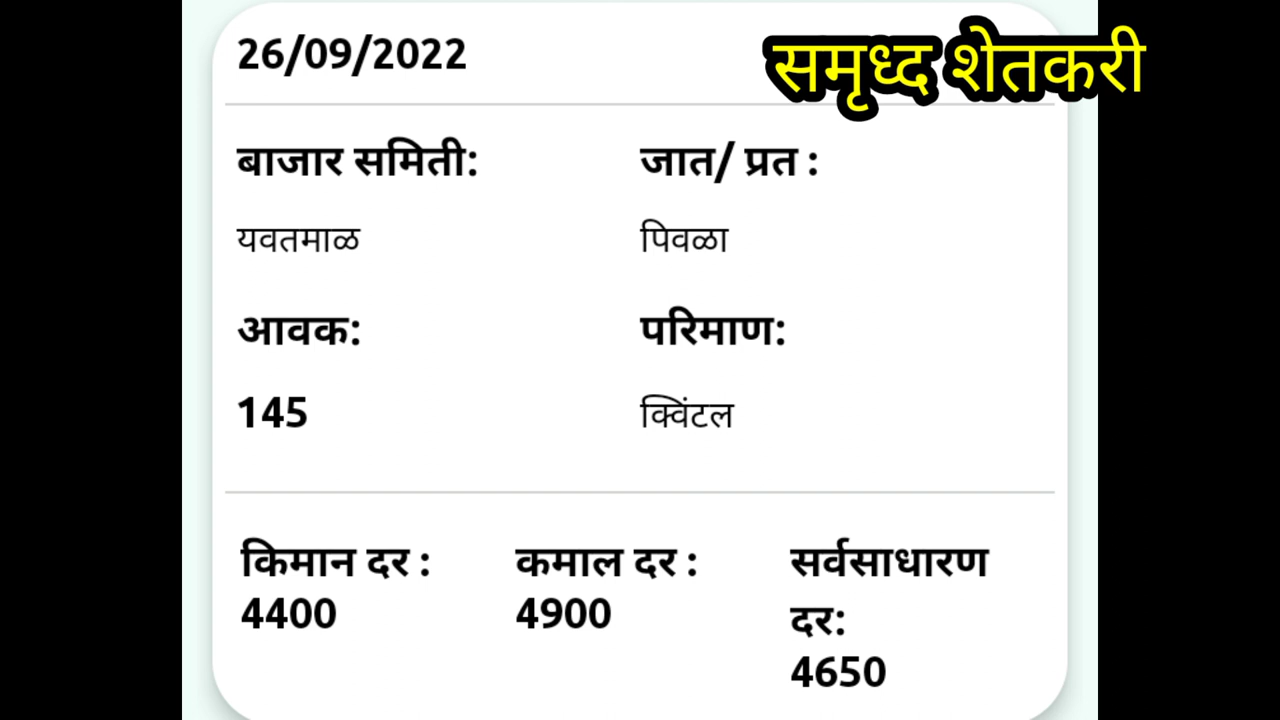 26/09/2022
समृध्द शेतकरी
बाजार समिती:
जात/ प्रत :
यवतमाळ
पिवळा
आवक:
परिमाण:
145
क्विंटल
किमान दर :
4400
कमाल दर :
4900
सर्वसाधारण
दर:
4650